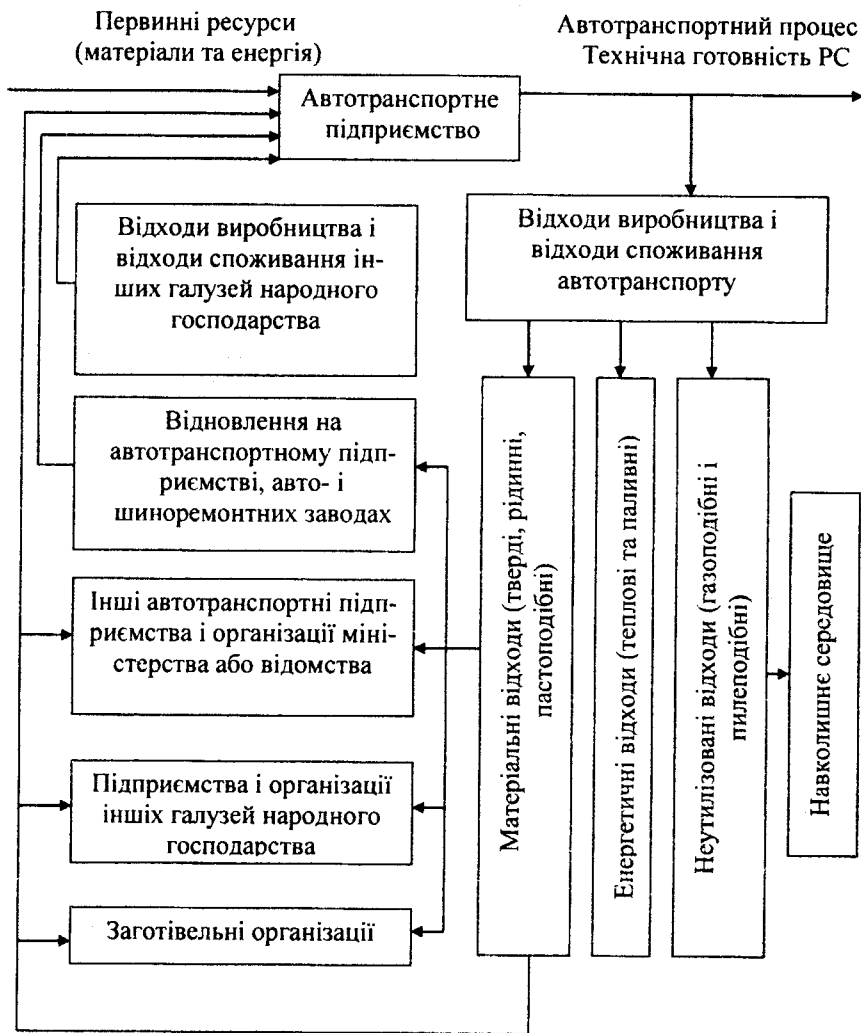 Первинні ресурси
(матеріали та енергія)
Автотранспортний процес
Технічна готовність РС
Автотранспортне
підприємство
Відходи виробництва і
відходи споживання ін-
ших галузей народного
господарства
Відходи виробництва і
відходи споживання
автотранспорту
Відновлення на
автотранспортному підп-
риємстві, авто- і
шиноремонтних заводах
Інші автотранспортні підп-
риємства і організації міні-
стерства або відомства
Підприємства і організації
іншіх галузей народного
господарства
Заготівельні організації
Матеріальні відходи (тверді, рідинні,
пастоподібні)
Енергетичні відходи (теплові та паливні)
Неутилізовані відходи (газоподібні і
пилеподібні)
Навколишнє середовище